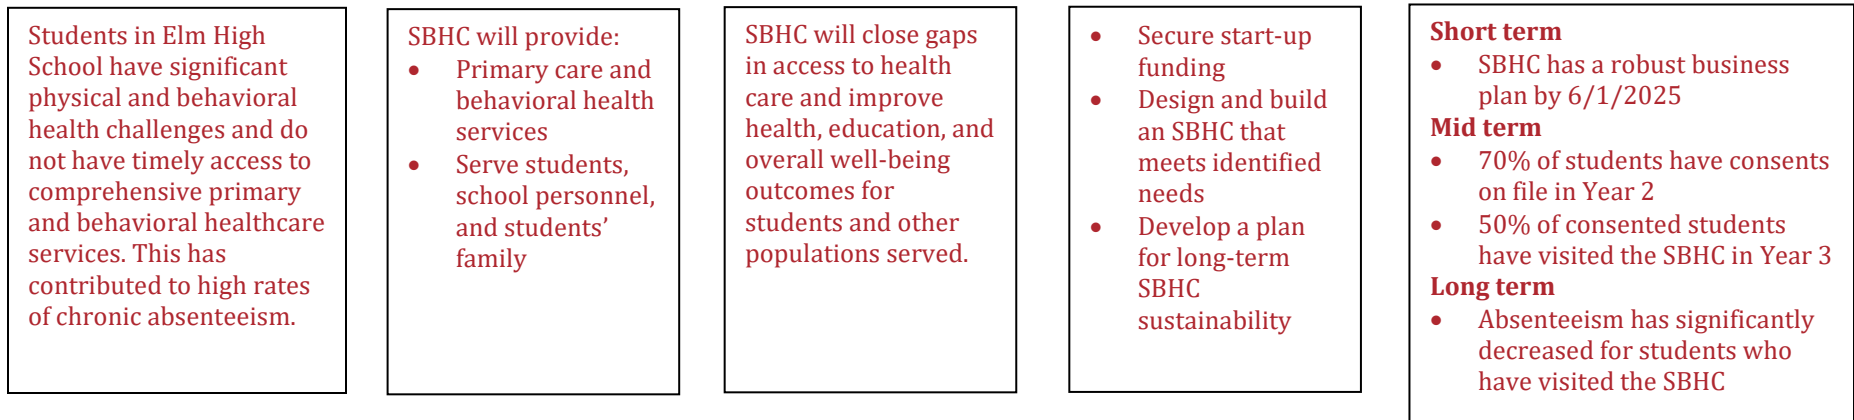 Students in Elm High
School have significant
physical and behavioral
health challenges and do
not have timely access to
comprehensive primary
and behavioral healthcare
services. This has
contributed to high rates
of chronic absenteeism.
SBHC will provide:
• Primary care and
behavioral health
services
• Serve students,
school personnel,
and students’
family
SBHC will close gaps
in access to health
care and improve
health, education, and
overall well-being
outcomes for
students and other
populations served.
• Secure start-up
funding
• Design and build
an SBHC that
meets identified
needs
• Develop a plan
for long-term
SBHC
sustainability
Short term
• SBHC has a robust business
plan by 6/1/2025
Mid term
• 70% of students have consents
on file in Year 2
• 50% of consented students
have visited the SBHC in Year 3
Long term
• Absenteeism has significantly
decreased for students who
have visited the SBHC